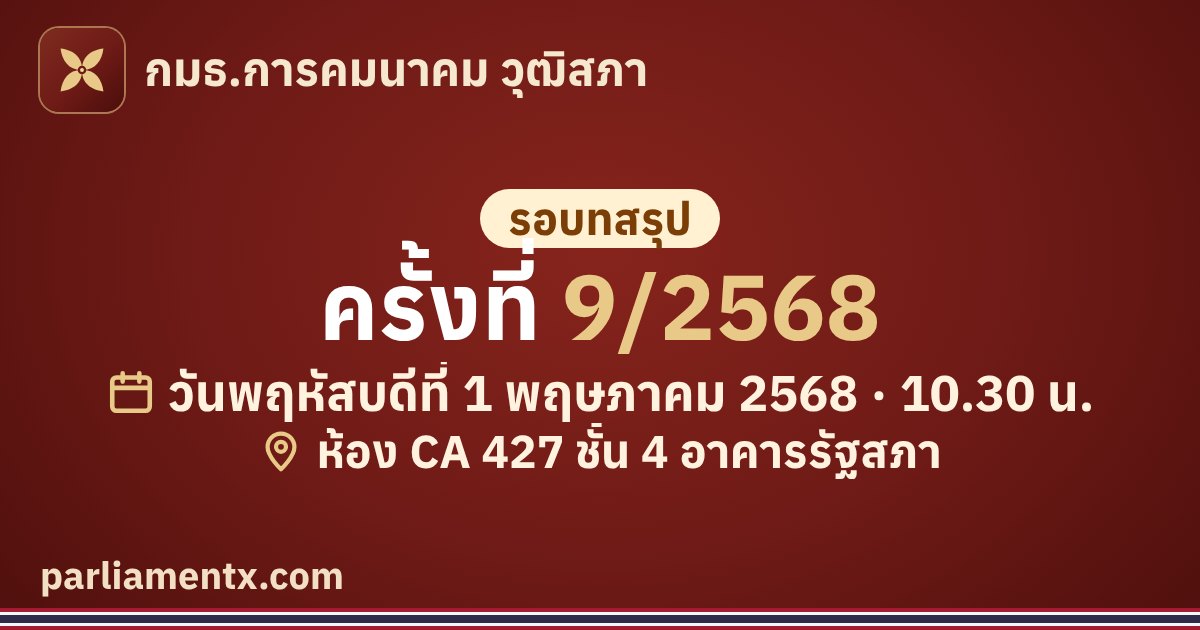 กมธ.การคมนาคม วุฒิสภา
รอบทสรุป
ครั้งที่ 9/2568
วันพฤหัสบดีที่ 1 พฤษภาคม 2568 · 10.30 น.
ห้อง CA 427 ชั้น 4 อาคารรัฐสภา
parliamentx.com